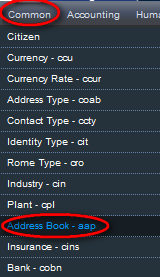 Common Accounting Huma
Citizen
Currency - ccu
Currency Rate - ccur
Address Type - coab
Contact Type - ccty
Identity Type - cit
Rome Type - cro
Industry - cin
Plant - cpl
Address Book - aap
Insurance - cins
Bank - cobn